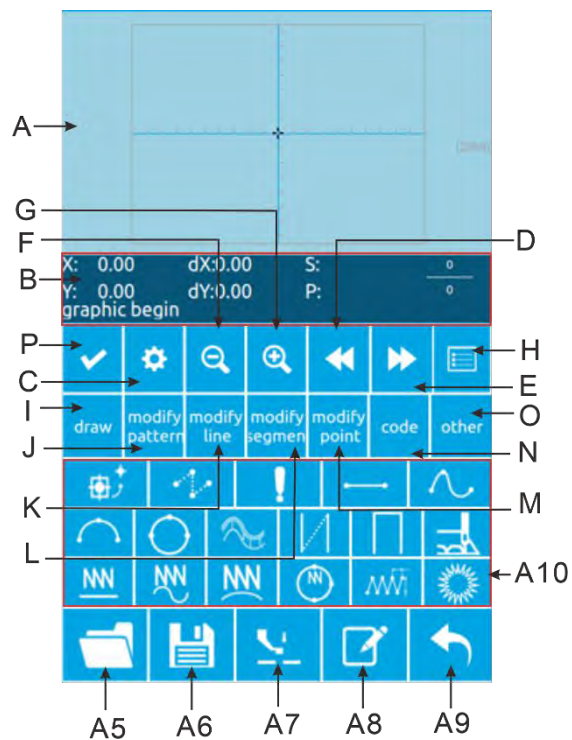 A
G
F
D
X: 0.00 dX:0.00 S: 0
B
Y: 0.00 dY:0.00 P: 0
graphic begin
P
H
C
E
I
draw
modify
pattern
modify
line
modify
segmen
modify
point
code
other
O
J
N
K
M
L
A10
A5
A6
A7
A8
A9